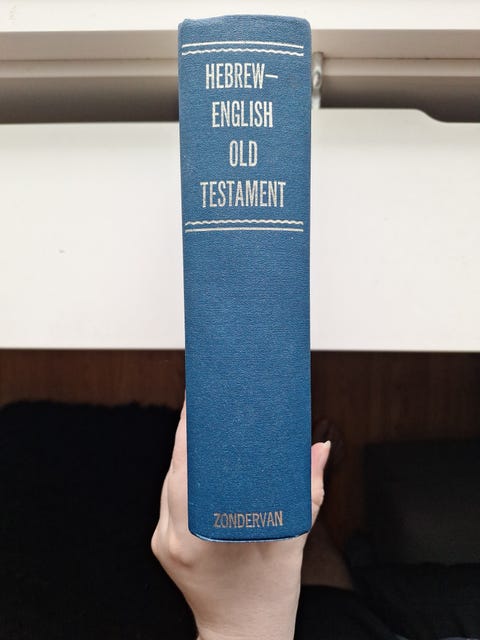 HEBREW–
ENGLISH
OLD
TESTAMENT
ZONDERVAN